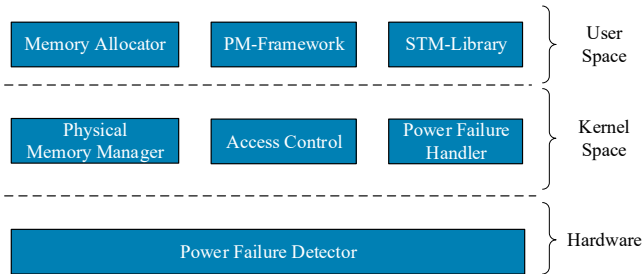 Memory Allocator
PM-Framework
STM-Library
User
Space
Physical
Memory Manager
Access Control
Power Failure
Handler
Kernel
Space
Power Failure Detector
Hardware